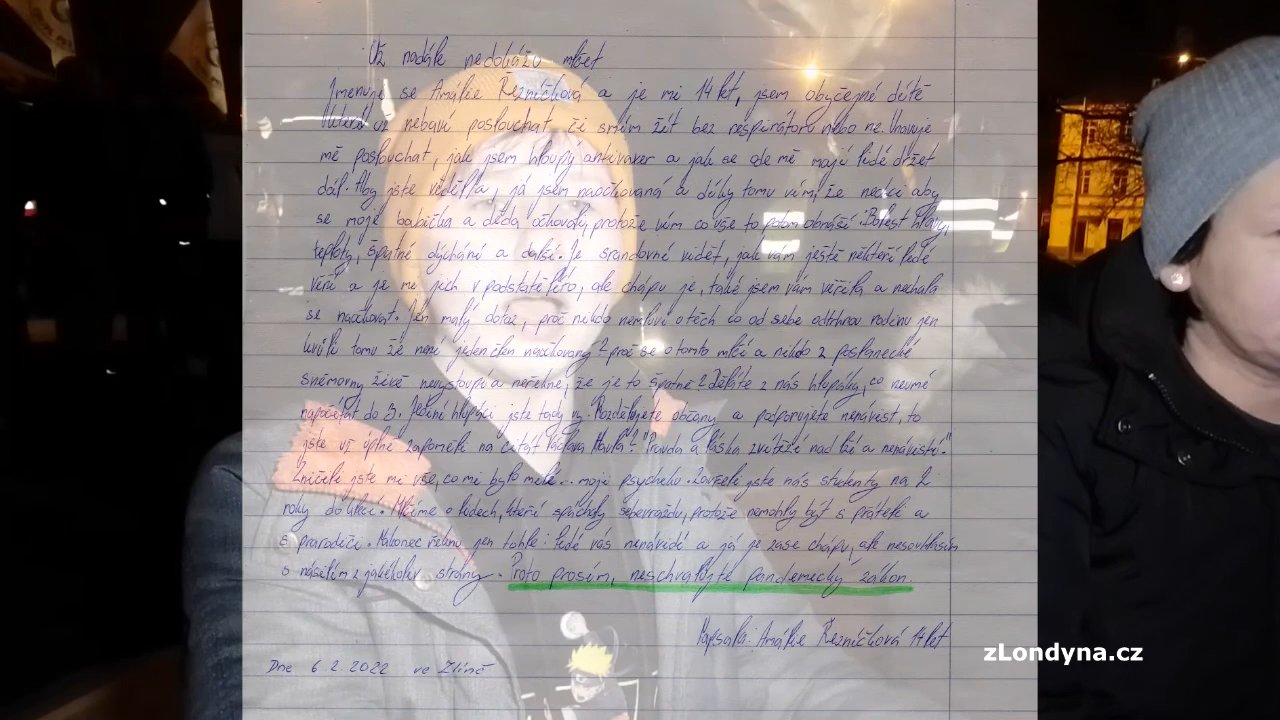 Už nadále nedokážu mlčet
Jmenuji se Amálie Řezníčková a je mi 14 let, jsem obyčejné dítě
které už nebaví poslouchat, či smím žít bez respirátoru nebo ne. Unavuje
mě poslouchat, jak jsem hloupý antivaxer a jak se ode mě mají lidé držet
dál. Aby jste věděli, já jsem naočkovaná a díky tomu vím, že nechci aby
se moje babička a děda očkovali, protože vím co vše to potom obnáší. Bolest hlavy,
teploty, špatné dýchání a další. Je srandovné vidět, jak vám ještě někteří lidé
věří a je mi jich v podstatě líto, ale chápu je, také jsem vám věřila a nechala
se naočkovat. Jen malý dotaz, proč nikdo nemluví o těch co od sebe odtrhnou rodinu jen
kvůli tomu že není jeden člen naočkovaný? proč se o tomto mlčí a nikdo z poslanecké
sněmovny živě nevystoupí a neřekne, že je to špatné? Děláte z nás hlupáky, co neumí
napočítat do 3. Jediní hlupáci jste tady vy. Rozdělujete občany a podporujete nenávist, to
jste už úplně zapoměli na citát Václava Havla? "Pravda a láska zvítězí nad lží a nenávistí."
Zničili jste mi vše, co mi bylo milé... moji psychiku. Zavřeli jste nás studenty na 2
roky do klecí. Mlčíme o lidech, kteří spáchali sebevraždu, protože nemohli být s přáteli a
s prarodiči. Nakonec řeknu jen tohle: lidé vás nenávidí a já je zase chápu, ale nesouhlasím
s násilím z jakékoliv strany. Proto prosím, neschvalujte pandemický zákon.
Napsala: Amálie Řezníčková 14 let
Dne 6.2.2022 ve Zlíně
zLondyna.cz